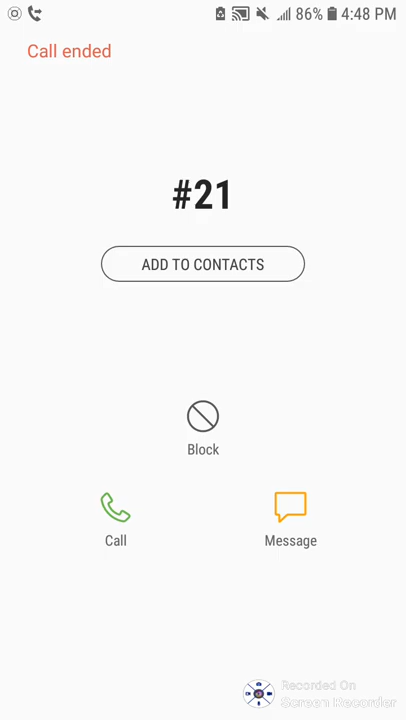 86% 4:48 PM
Call ended
#21
ADD TO CONTACTS
Block
Call
Message
Recorded On
Screen Recorder